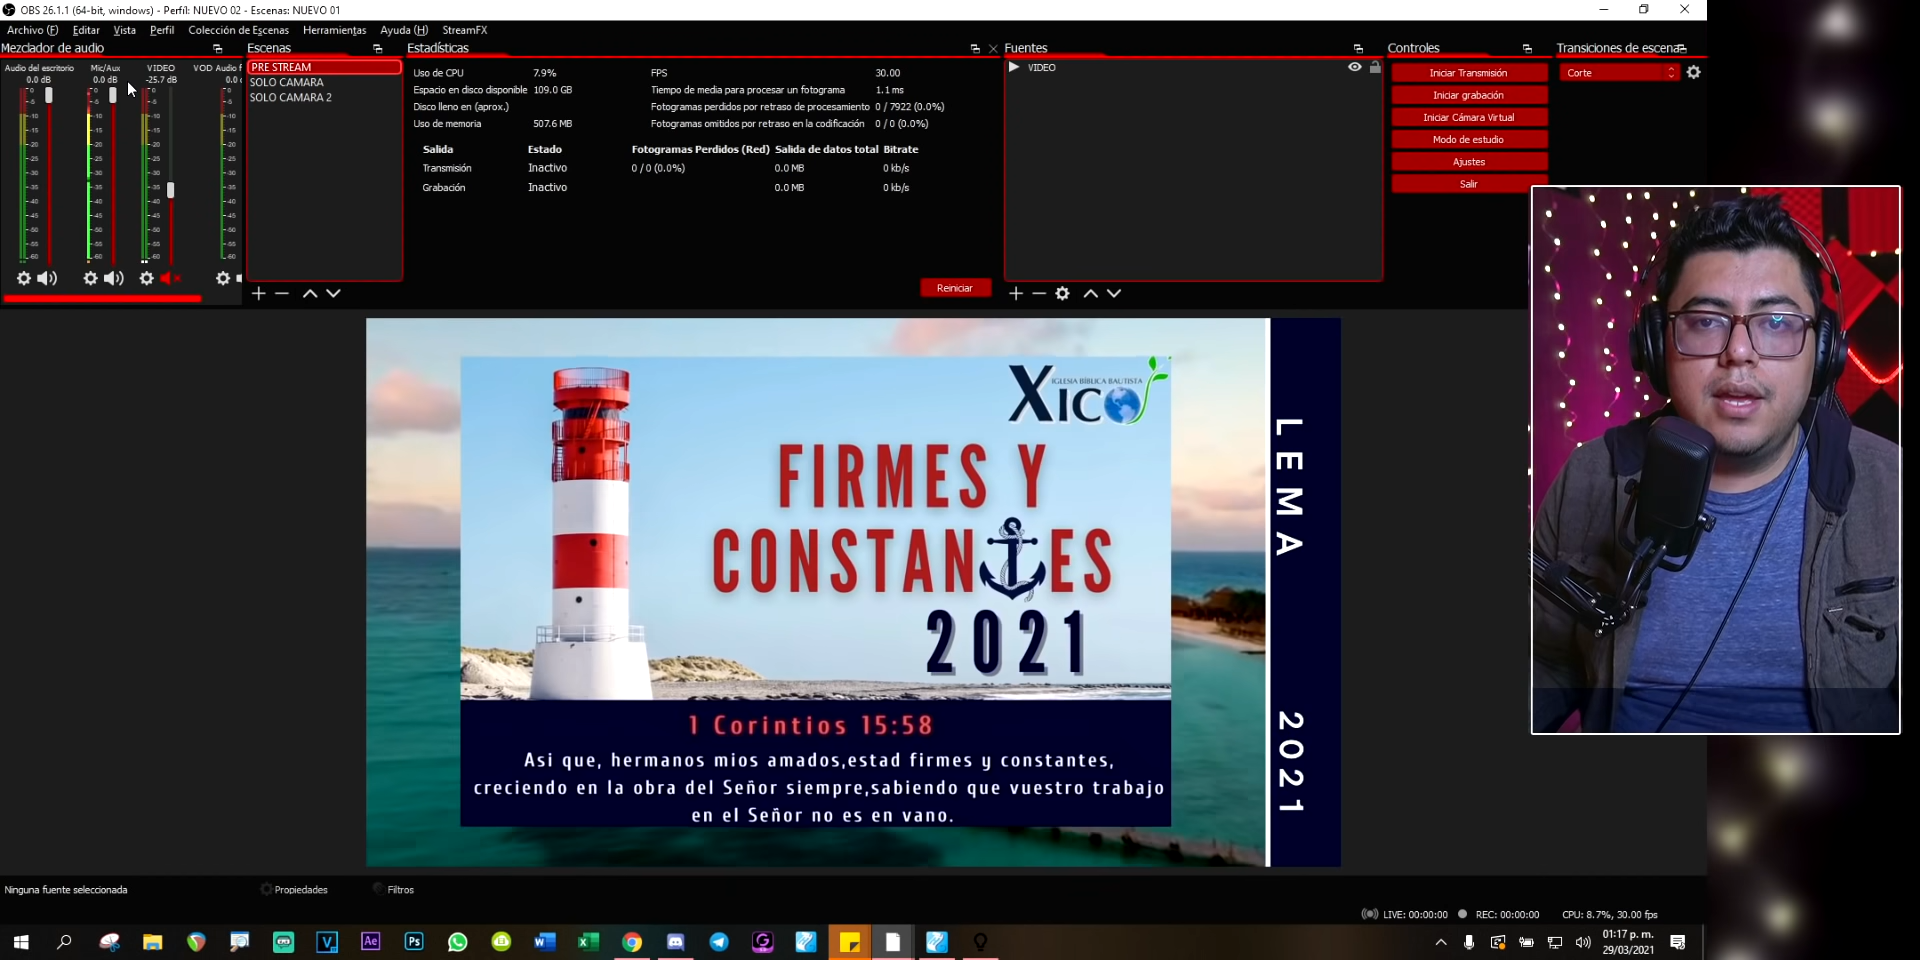 OBS 26.1.1 (64-bit, windows) - Perfil: NUEVO 02 - Escenas: NUEVO 01
Archivo (F) Editar Vista Perfil Colección de Escenas Herramientas Ayuda (H) StreamFX
Mezclador de audio
Audio del escritorio
0.0 dB
Mic/Aux
0.0 dB
VIDEO
-25.7 dB
VOD Audio
0.0
Escenas
PRE STREAM
SOLO CAMARA
SOLO CAMARA 2
Estadísticas
Uso de CPU 7.9%
Espacio en disco disponible 109.0 GB
Disco lleno en (aprox.)
Uso de memoria 507.6 MB
FPS 30.00
Tiempo de media para procesar un fotograma 1.1 ms
Fotogramas perdidos por retraso de procesamiento 0 / 7922 (0.0%)
Fotogramas omitidos por retraso en la codificación 0 / 0 (0.0%)
Salida Estado Fotogramas Perdidos (Red) Salida de datos total Bitrate
Transmisión Inactivo 0 / 0 (0.0%) 0.0 MB 0 kb/s
Grabación Inactivo 0.0 MB 0 kb/s
Reiniciar
Fuentes
VIDEO
Controles
Iniciar Transmisión
Iniciar grabación
Iniciar Cámara Virtual
Modo de estudio
Ajustes
Salir
Transiciones de escena
Corte
IGLESIA BÍBLICA BAUTISTA
XICO
FIRMES Y
CONSTANTES
2021
1 Corintios 15:58
Asi que, hermanos mios amados,estad firmes y constantes,
creciendo en la obra del Señor siempre,sabiendo que vuestro trabajo
en el Señor no es en vano.
LEMA 2021
Ninguna fuente seleccionada Propiedades Filtros
LIVE: 00:00:00 REC: 00:00:00 CPU: 8.7%, 30.00 fps
01:17 p. m.
29/03/2021